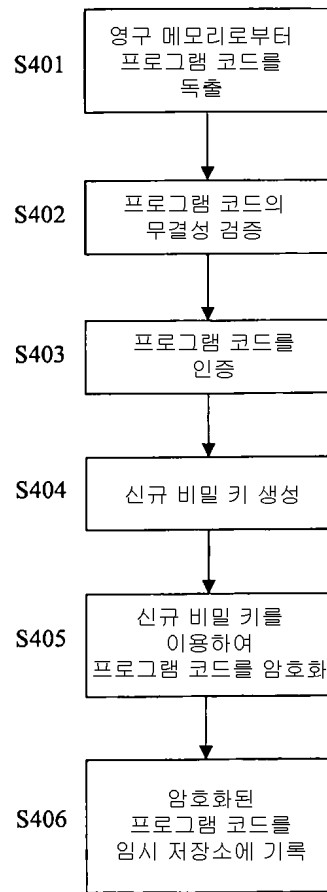 S401
영구 메모리로부터
프로그램 코드를
독출
S402
프로그램 코드의
무결성 검증
S403
프로그램 코드를
인증
S404
신규 비밀 키 생성
S405
신규 비밀 키를
이용하여
프로그램 코드를 암호화
S406
암호화된
프로그램 코드를
임시 저장소에 기록